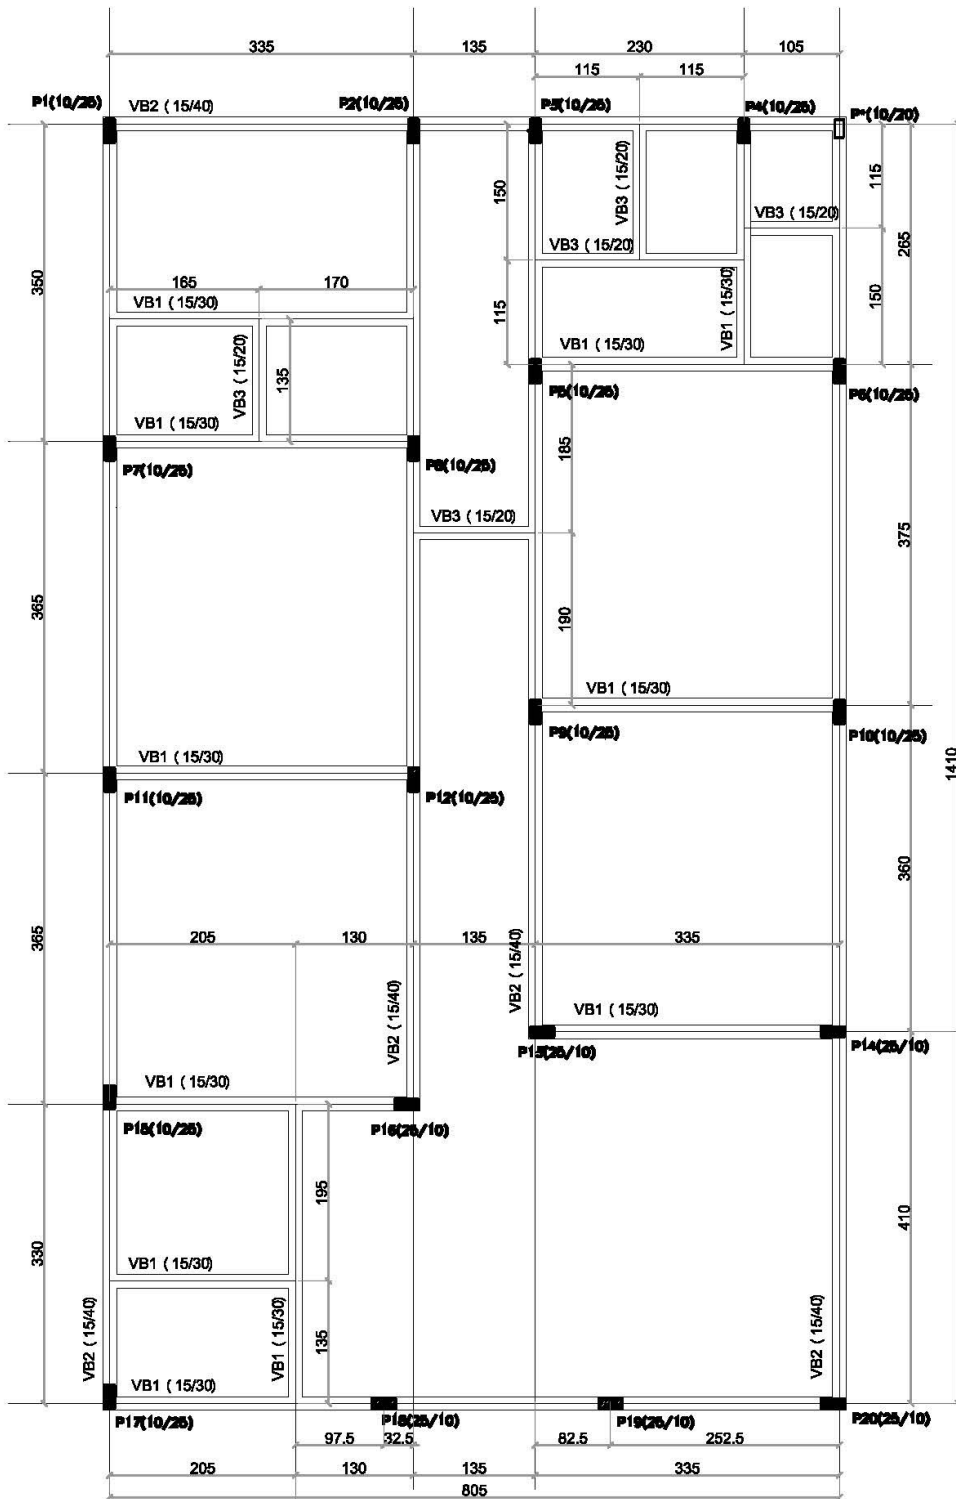 335
135
230
105
115
115
P1(10/25)
VB2 ( 15/40)
P2(10/25)
P3(10/25)
P4(10/25)
P*(10/20)
150
VB3 ( 15/20)
115
VB3 ( 15/20)
VB3 ( 15/20)
265
350
165
170
VB1 ( 15/30)
115
VB1 ( 15/30)
VB1 ( 15/30)
150
VB3 ( 15/20)
135
VB1 ( 15/30)
P5(10/25)
P6(10/25)
P7(10/25)
P8(10/25)
185
VB3 ( 15/20)
375
365
190
VB1 ( 15/30)
P9(10/25)
P10(10/25)
VB1 ( 15/30)
1410
P11(10/25)
P12(10/25)
360
205
130
135
335
365
VB2 ( 15/40)
VB2 ( 15/40)
VB1 ( 15/30)
P14(25/10)
VB1 ( 15/30)
P16(25/10)
195
410
330
VB1 ( 15/30)
VB2 ( 15/40)
VB1 ( 15/30)
135
VB2 ( 15/40)
VB1 ( 15/30)
P17(10/25)
P18(25/10)
P19(25/10)
P20(25/10)
97.5
32.5
82.5
252.5
205
130
135
335
805